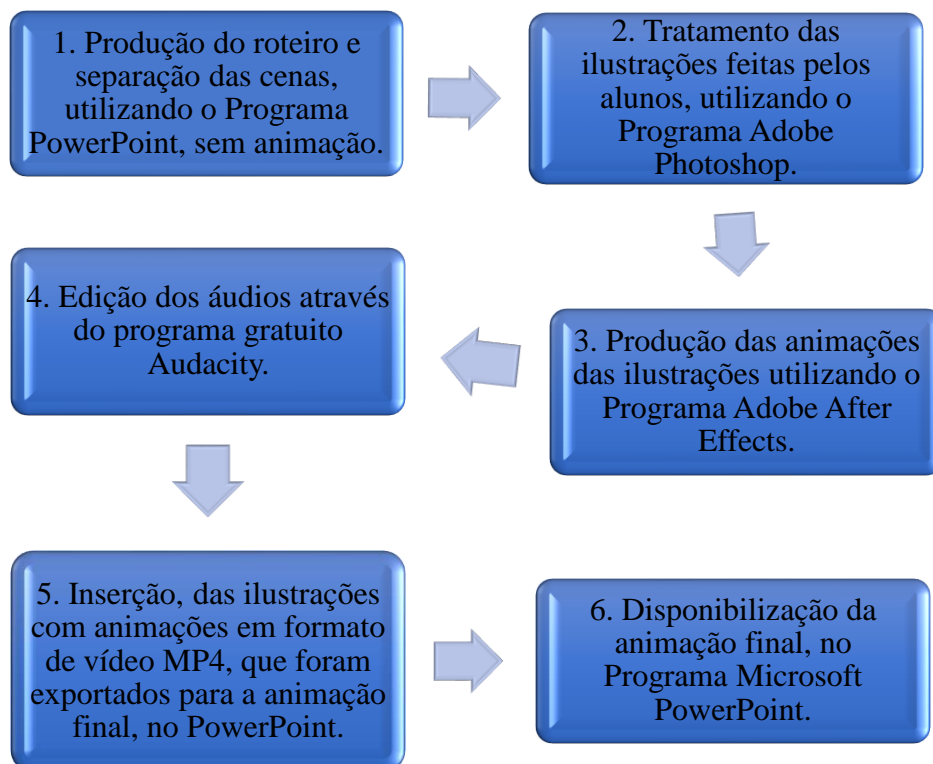 1. Produção do roteiro e
separação das cenas,
utilizando o Programa
PowerPoint, sem animação.
2. Tratamento das
ilustrações feitas pelos
alunos, utilizando o
Programa Adobe
Photoshop.
3. Produção das animações
das ilustrações utilizando o
Programa Adobe After
Effects.
4. Edição dos áudios através
do programa gratuito
Audacity.
5. Inserção, das ilustrações
com animações em formato
de vídeo MP4, que foram
exportados para a animação
final, no PowerPoint.
6. Disponibilização da
animação final, no
Programa Microsoft
PowerPoint.